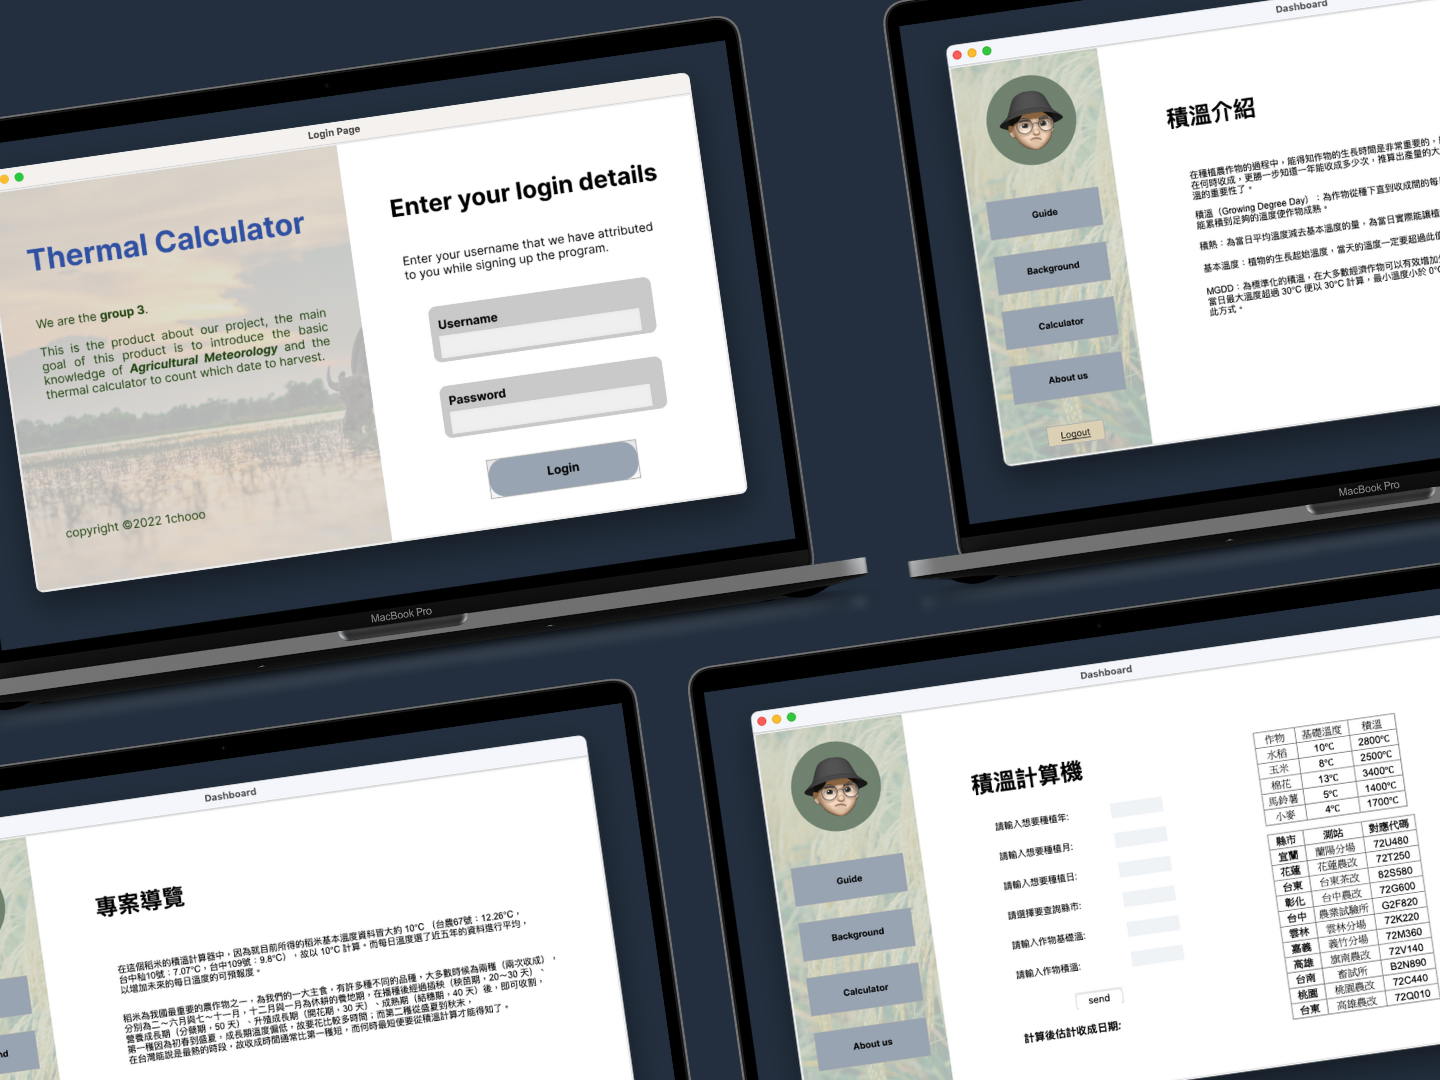 Login Page
Thermal Calculator
We are the group 3.
This is the product about our project, the main
goal of this product is to introduce the basic
knowledge of Agricultural Meteorology and the
thermal calculator to count which date to harvest.
copyright ©2022 1chooo
Enter your login details
Enter your username that we have attributed
to you while signing up the program.
Username
Password
Login
MacBook Pro
Dashboard
Guide
Background
Calculator
About us
Logout
積溫介紹
在種植農作物的過程中，能得知作物的生長時間是非常重要的，
在何時收成，更勝一步知道一年能收成多少次，推算出產量的大
溫的重要性了。
積溫（Growing Degree Day）：為作物從種下直到收成間的每
能累積到足夠的溫度使作物成熟。
積熱：為當日平均溫度減去基本溫度的量，為當日實際能讓植
基本溫度：植物的生長起始溫度，當天的溫度一定要超過此值
MGDD：為標準化的積溫，在大多數經濟作物可以有效增加
當日最大溫度超過 30°C 便以 30°C 計算，最小溫度小於 0°C
此方式。
MacBook Pro
Dashboard
nd
專案導覽
在這個稻米的積溫計算器中，因為就目前所得的稻米基本溫度資料皆大約 10°C （台農67號：12.26°C，
台中秈10號：7.07°C，台中109號：9.8°C），故以 10°C 計算。而每日溫度選了近五年的資料進行平均，
以增加未來的每日溫度的可預報度。
稻米為我國最重要的農作物之一，為我們的一大主食，有許多種不同的品種，大多數時候為兩種（兩次收成），
分別為二～六月與七～十一月，十二月與一月為休耕的養地期，在播種後經過插秧（秧苗期，20～30天）、
營養成長期（分蘗期，50 天）、升殖成長期（開花期，30 天）、成熟期（結穗期，40 天）後，即可收割，
第一種因為初春到盛夏，成長期溫度偏低，故要花比較多時間；而第二種從盛夏到秋末，
在台灣能說是最熱的時段，故收成時間通常比第一種短，而何時最短便要從積溫計算才能得知了。
Dashboard
Guide
Background
Calculator
About us
積溫計算機
請輸入想要種植年:
請輸入想要種植月:
請輸入想要種植日:
請選擇要查詢縣市:
請輸入作物基礎溫:
請輸入作物積溫:
send
計算後估計收成日期:
作物 基礎溫度 積溫
水稻 10°C 2800°C
玉米 8°C 2500°C
棉花 13°C 3400°C
馬鈴薯 5°C 1400°C
小麥 4°C 1700°C
縣市 測站 對應代碼
宜蘭 蘭陽分場 72U480
花蓮 花蓮農改 72T250
台東 台東茶改 82S580
彰化 台中農改 72G600
台中 農業試驗所 G2F820
雲林 雲林分場 72K220
嘉義 義竹分場 72M360
高雄 旗南農改 72V140
台南 畜試所 B2N890
桃園 桃園農改 72C440
台東 高雄農改 72Q010